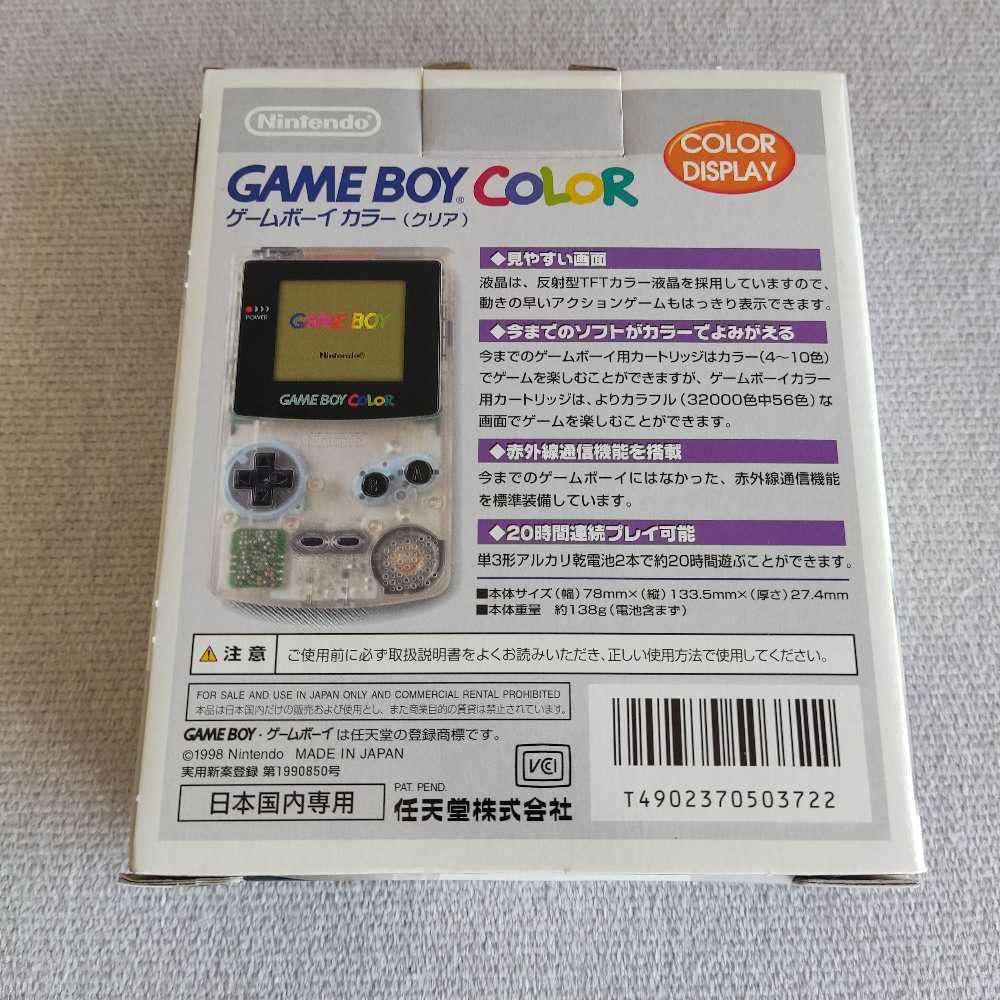 Nintendo
COLOR
DISPLAY
GAME BOY® COLOR
ゲームボーイ カラー（クリア）
POWER
GAME BOY
Nintendo®
GAME BOY COLOR
B A
◆見やすい画面
液晶は、反射型TFTカラー液晶を採用していますので、
動きの早いアクションゲームもはっきり表示できます。
◆今までのソフトがカラーでよみがえる
今までのゲームボーイ用カートリッジはカラー（4〜10色）
でゲームを楽しむことができますが、ゲームボーイカラー
用カートリッジは、よりカラフル（32000色中56色）な
画面でゲームを楽しむことができます。
◆赤外線通信機能を搭載
今までのゲームボーイにはなかった、赤外線通信機能
を標準装備しています。
◆20時間連続プレイ可能
単3形アルカリ乾電池2本で約20時間遊ぶことができます。
■本体サイズ（幅）78mm×（縦）133.5mm×（厚さ）27.4mm
■本体重量 約138g（電池含まず）
注意 ご使用前に必ず取扱説明書をよくお読みいただき、正しい使用方法で使用してください。
FOR SALE AND USE IN JAPAN ONLY AND COMMERCIAL RENTAL PROHIBITED
本品は日本国内だけの販売および使用とし、また商業目的の賃貸は禁止されています。
GAME BOY・ゲームボーイは任天堂の登録商標です。
©1998 Nintendo MADE IN JAPAN
実用新案登録 第1990850号
PAT. PEND.
日本国内専用
任天堂株式会社
VCI
T4902370503722